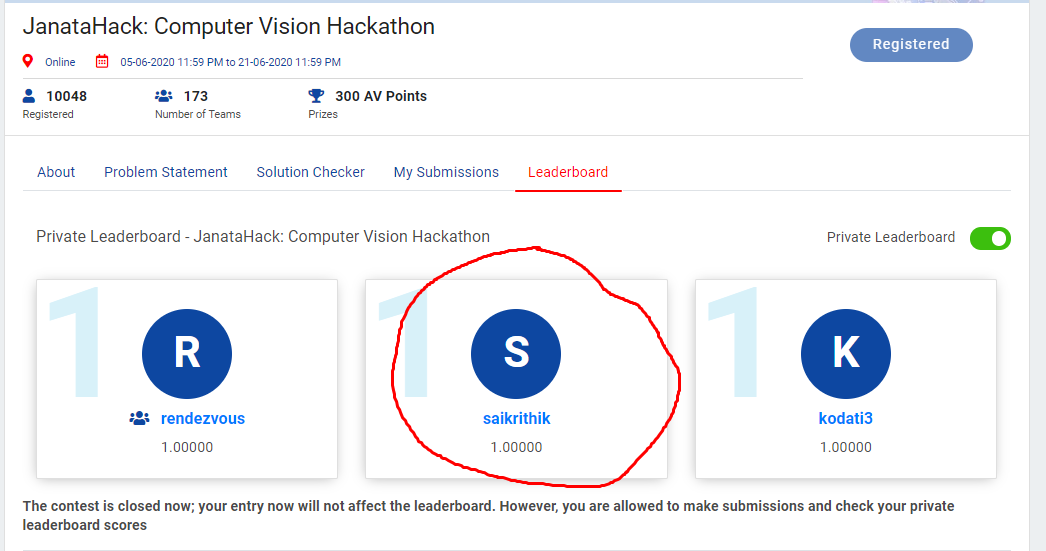 JanataHack: Computer Vision Hackathon
Registered
Online 05-06-2020 11:59 PM to 21-06-2020 11:59 PM
10048 173 300 AV Points
Registered Number of Teams Prizes
About Problem Statement Solution Checker My Submissions Leaderboard
Private Leaderboard - JanataHack: Computer Vision Hackathon Private Leaderboard
1 R 1 S 1 K
rendezvous saikrithik kodati3
1.00000 1.00000 1.00000
The contest is closed now; your entry now will not affect the leaderboard. However, you are allowed to make submissions and check your private
leaderboard scores